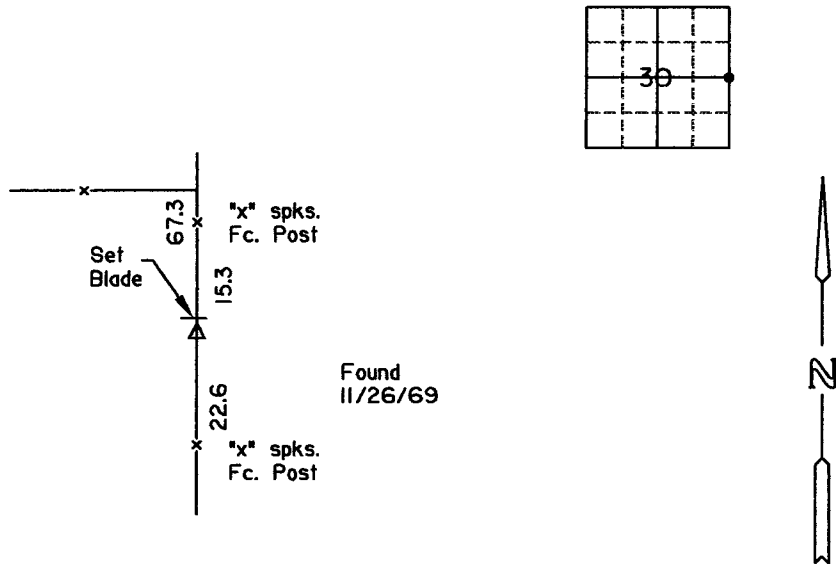 30
67.3
"x" spks.
Fc. Post
Set
Blade
15.3
Found
11/26/69
N
22.6
"x" spks.
Fc. Post